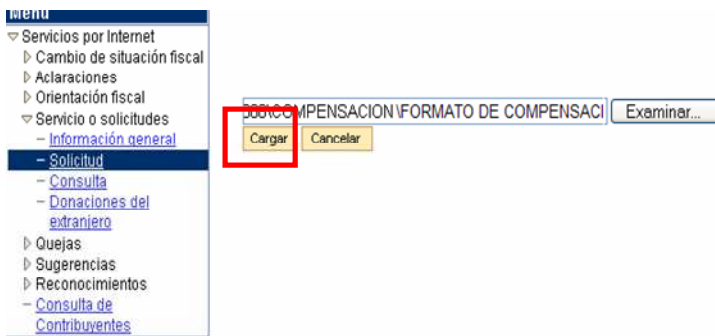 Menú
Servicios por Internet
Cambio de situación fiscal
Aclaraciones
Orientación fiscal
Servicio o solicitudes
– Información general
– Solicitud
– Consulta
– Donaciones del
extranjero
Quejas
Sugerencias
Reconocimientos
– Consulta de
Contribuyentes
\COMPENSACION\FORMATO DE COMPENSACI
Examinar...
Cargar
Cancelar